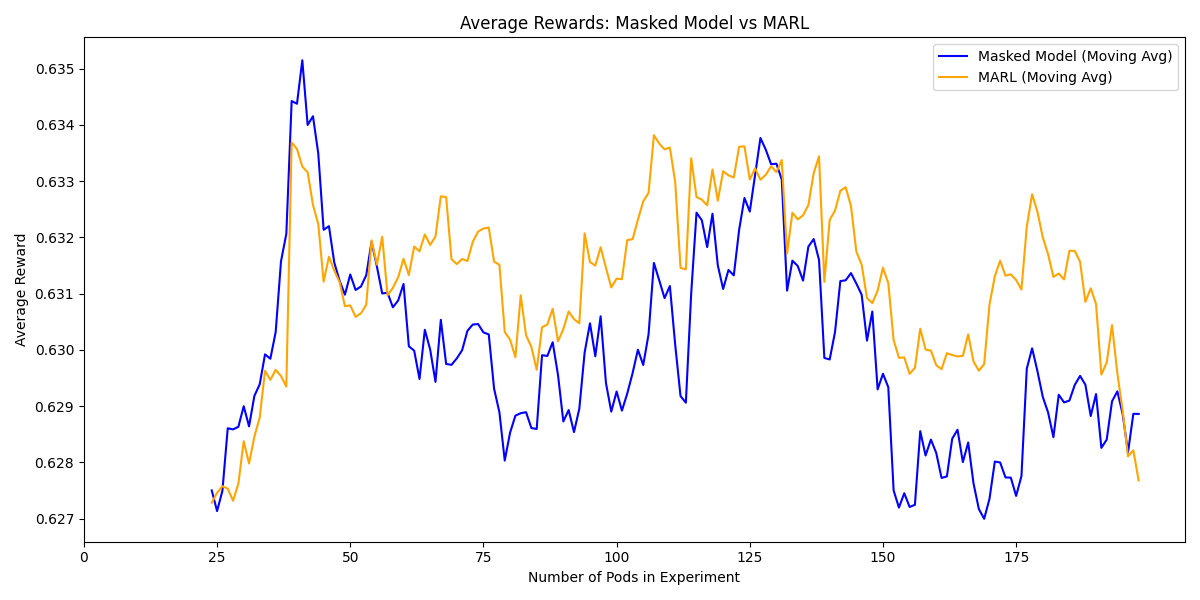 Average Rewards: Masked Model vs MARL
Masked Model (Moving Avg)
MARL (Moving Avg)
Average Reward
0.635
0.634
0.633
0.632
0.631
0.630
0.629
0.628
0.627
0 25 50 75 100 125 150 175
Number of Pods in Experiment